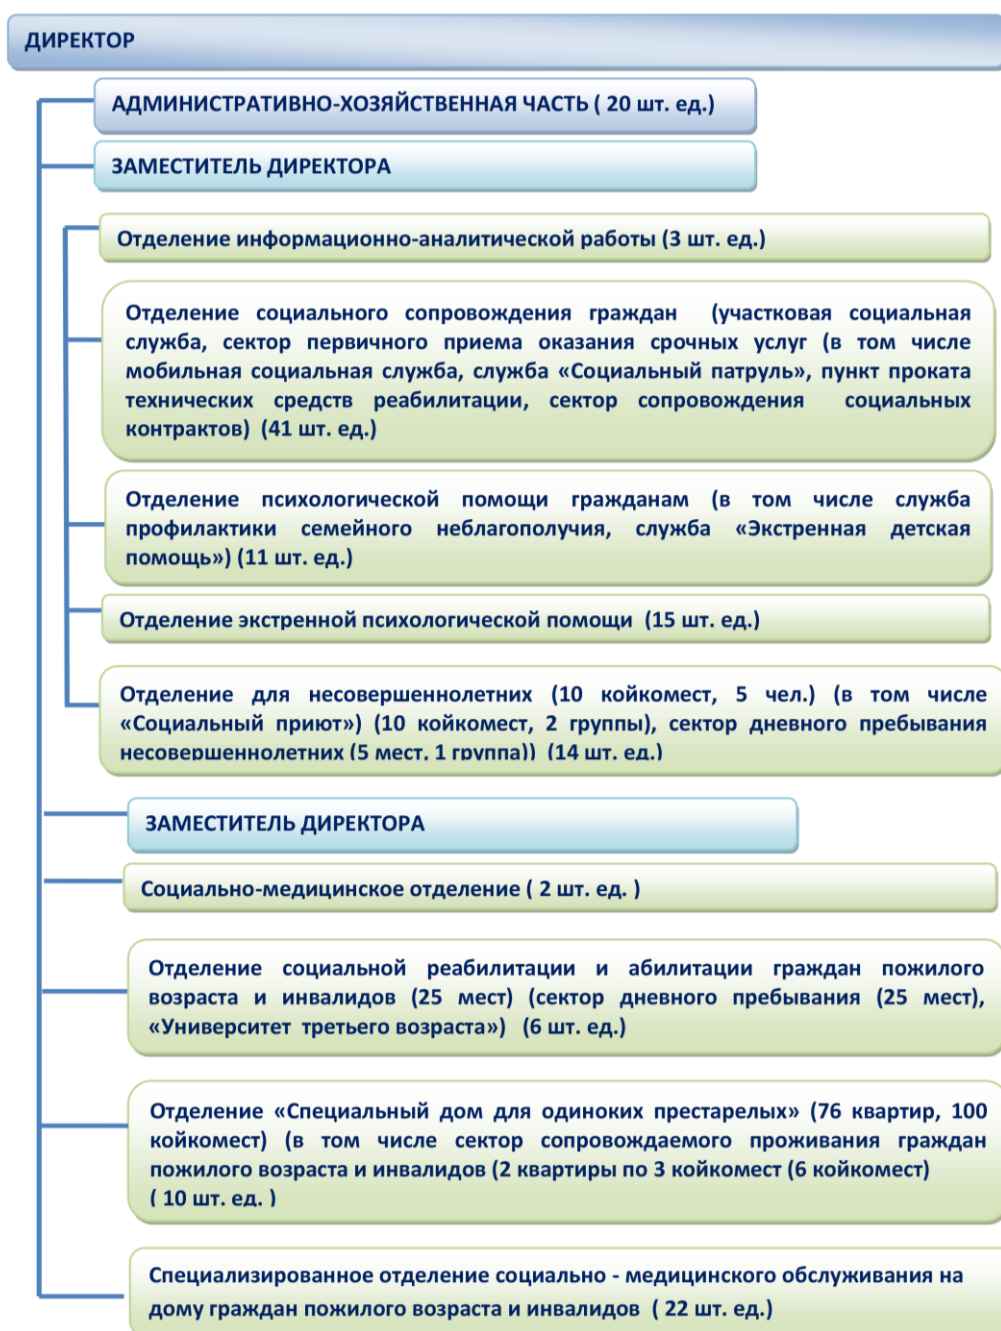 ДИРЕКТОР
АДМИНИСТРАТИВНО-ХОЗЯЙСТВЕННАЯ ЧАСТЬ ( 20 шт. ед.)
ЗАМЕСТИТЕЛЬ ДИРЕКТОРА
Отделение информационно-аналитической работы (3 шт. ед.)
Отделение социального сопровождения граждан (участковая социальная
служба, сектор первичного приема оказания срочных услуг (в том числе
мобильная социальная служба, служба «Социальный патруль», пункт проката
технических средств реабилитации, сектор сопровождения социальных
контрактов) (41 шт. ед.)
Отделение психологической помощи гражданам (в том числе служба
профилактики семейного неблагополучия, служба «Экстренная детская
помощь») (11 шт. ед.)
Отделение экстренной психологической помощи (15 шт. ед.)
Отделение для несовершеннолетних (10 койкомест, 5 чел.) (в том числе
«Социальный приют») (10 койкомест, 2 группы), сектор дневного пребывания
несовершеннолетних (5 мест, 1 группа)) (14 шт. ед.)
ЗАМЕСТИТЕЛЬ ДИРЕКТОРА
Социально-медицинское отделение ( 2 шт. ед. )
Отделение социальной реабилитации и абилитации граждан пожилого
возраста и инвалидов (25 мест) (сектор дневного пребывания (25 мест),
«Университет третьего возраста») (6 шт. ед.)
Отделение «Специальный дом для одиноких престарелых» (76 квартир, 100
койкомест) (в том числе сектор сопровождаемого проживания граждан
пожилого возраста и инвалидов (2 квартиры по 3 койкомест (6 койкомест)
( 10 шт. ед. )
Специализированное отделение социально - медицинского обслуживания на
дому граждан пожилого возраста и инвалидов ( 22 шт. ед.)